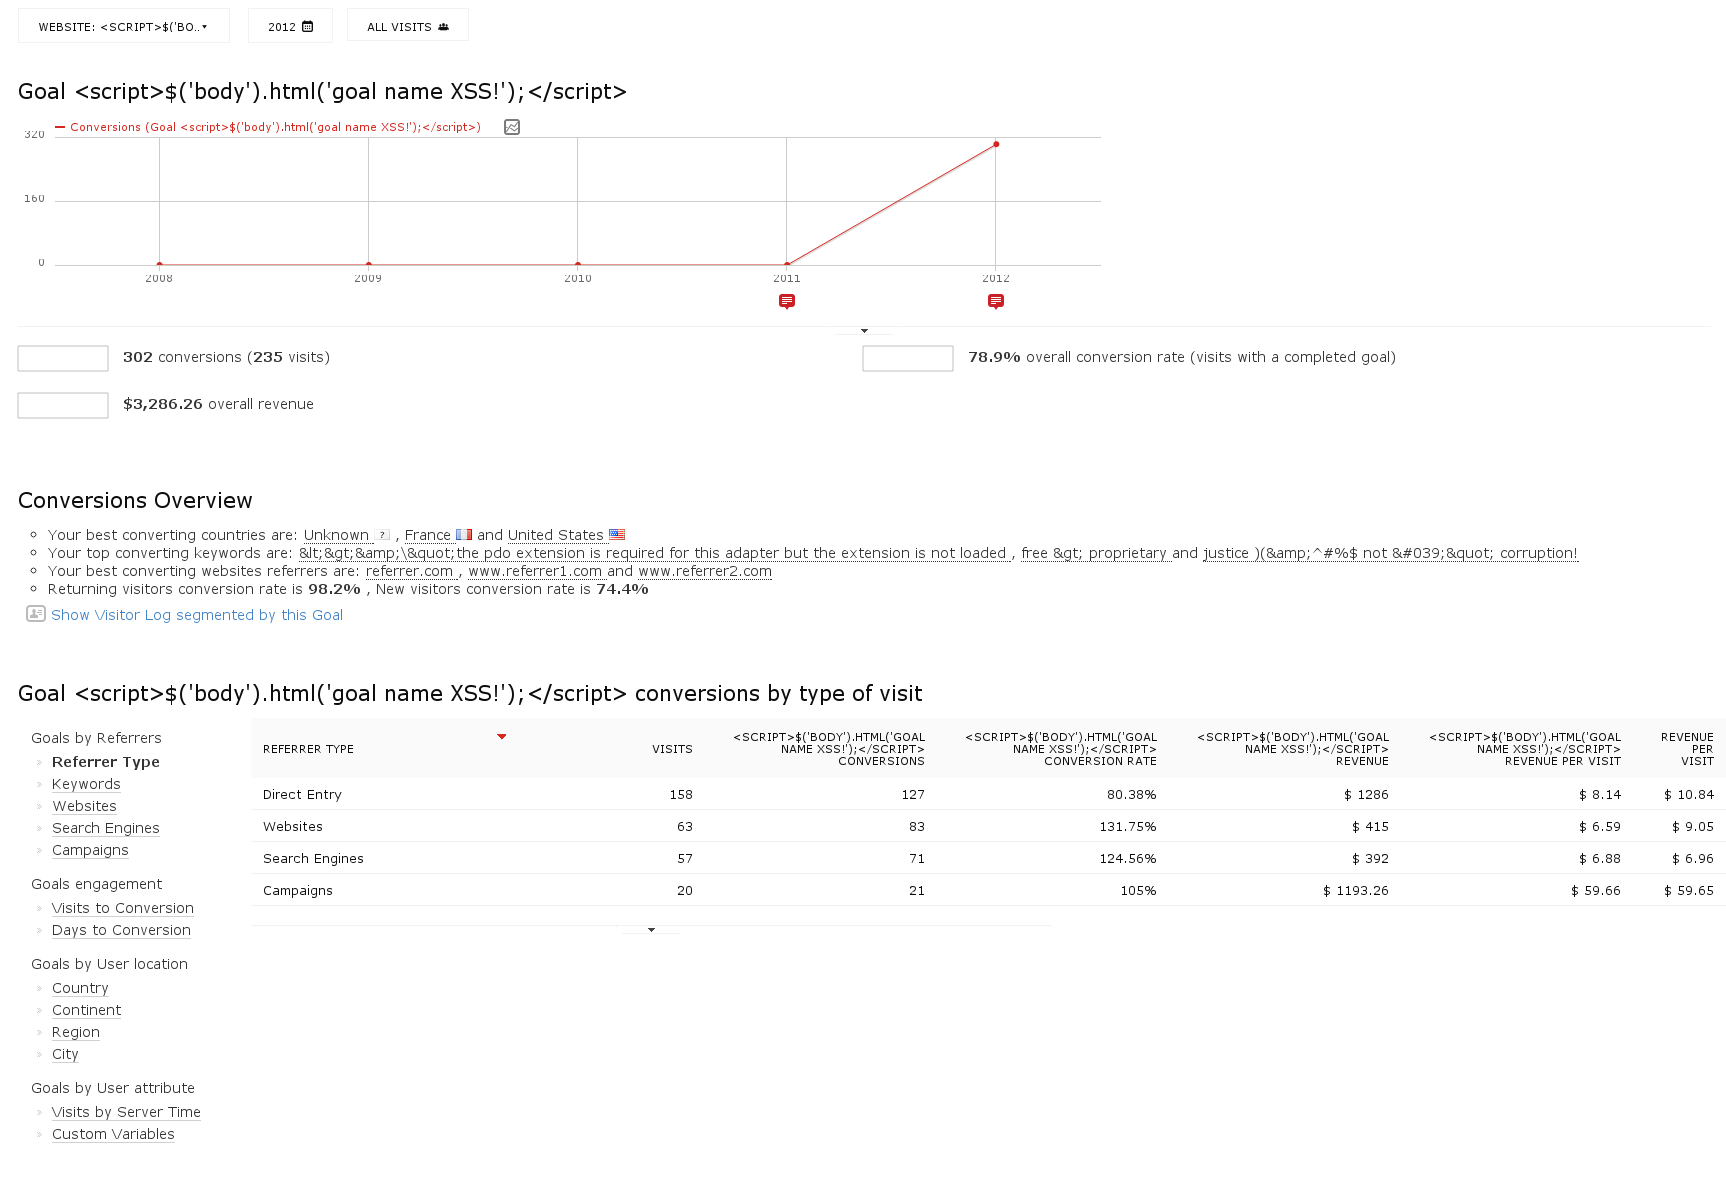 WEBSITE: <SCRIPT>$('BO.. 2012 ALL VISITS
Goal <script>$('body').html('goal name XSS!');</script>
Conversions (Goal <script>$('body').html('goal name XSS!');</script>)
320
160
0
2008 2009 2010 2011 2012
302 conversions (235 visits) 78.9% overall conversion rate (visits with a completed goal)
$3,286.26 overall revenue
Conversions Overview
Your best converting countries are: Unknown ? , France and United States
Your top converting keywords are: &lt;&gt;&amp;\&quot;the pdo extension is required for this adapter but the extension is not loaded , free &gt; proprietary and justice )(&amp;^#%$ not &#039;&quot; corruption!
Your best converting websites referrers are: referrer.com , www.referrer1.com and www.referrer2.com
Returning visitors conversion rate is 98.2% , New visitors conversion rate is 74.4%
Show Visitor Log segmented by this Goal
Goal <script>$('body').html('goal name XSS!');</script> conversions by type of visit
Goals by Referrers
» Referrer Type
» Keywords
» Websites
» Search Engines
» Campaigns
Goals engagement
» Visits to Conversion
» Days to Conversion
Goals by User location
» Country
» Continent
» Region
» City
Goals by User attribute
» Visits by Server Time
» Custom Variables
REFERRER TYPE
VISITS
<SCRIPT>$('BODY').HTML('GOAL
NAME XSS!');</SCRIPT>
CONVERSIONS
<SCRIPT>$('BODY').HTML('GOAL
NAME XSS!');</SCRIPT>
CONVERSION RATE
<SCRIPT>$('BODY').HTML('GOAL
NAME XSS!');</SCRIPT>
REVENUE
<SCRIPT>$('BODY').HTML('GOAL
NAME XSS!');</SCRIPT>
REVENUE PER VISIT
REVENUE
PER
VISIT
Direct Entry 158 127 80.38% $ 1286 $ 8.14 $ 10.84
Websites 63 83 131.75% $ 415 $ 6.59 $ 9.05
Search Engines 57 71 124.56% $ 392 $ 6.88 $ 6.96
Campaigns 20 21 105% $ 1193.26 $ 59.66 $ 59.65